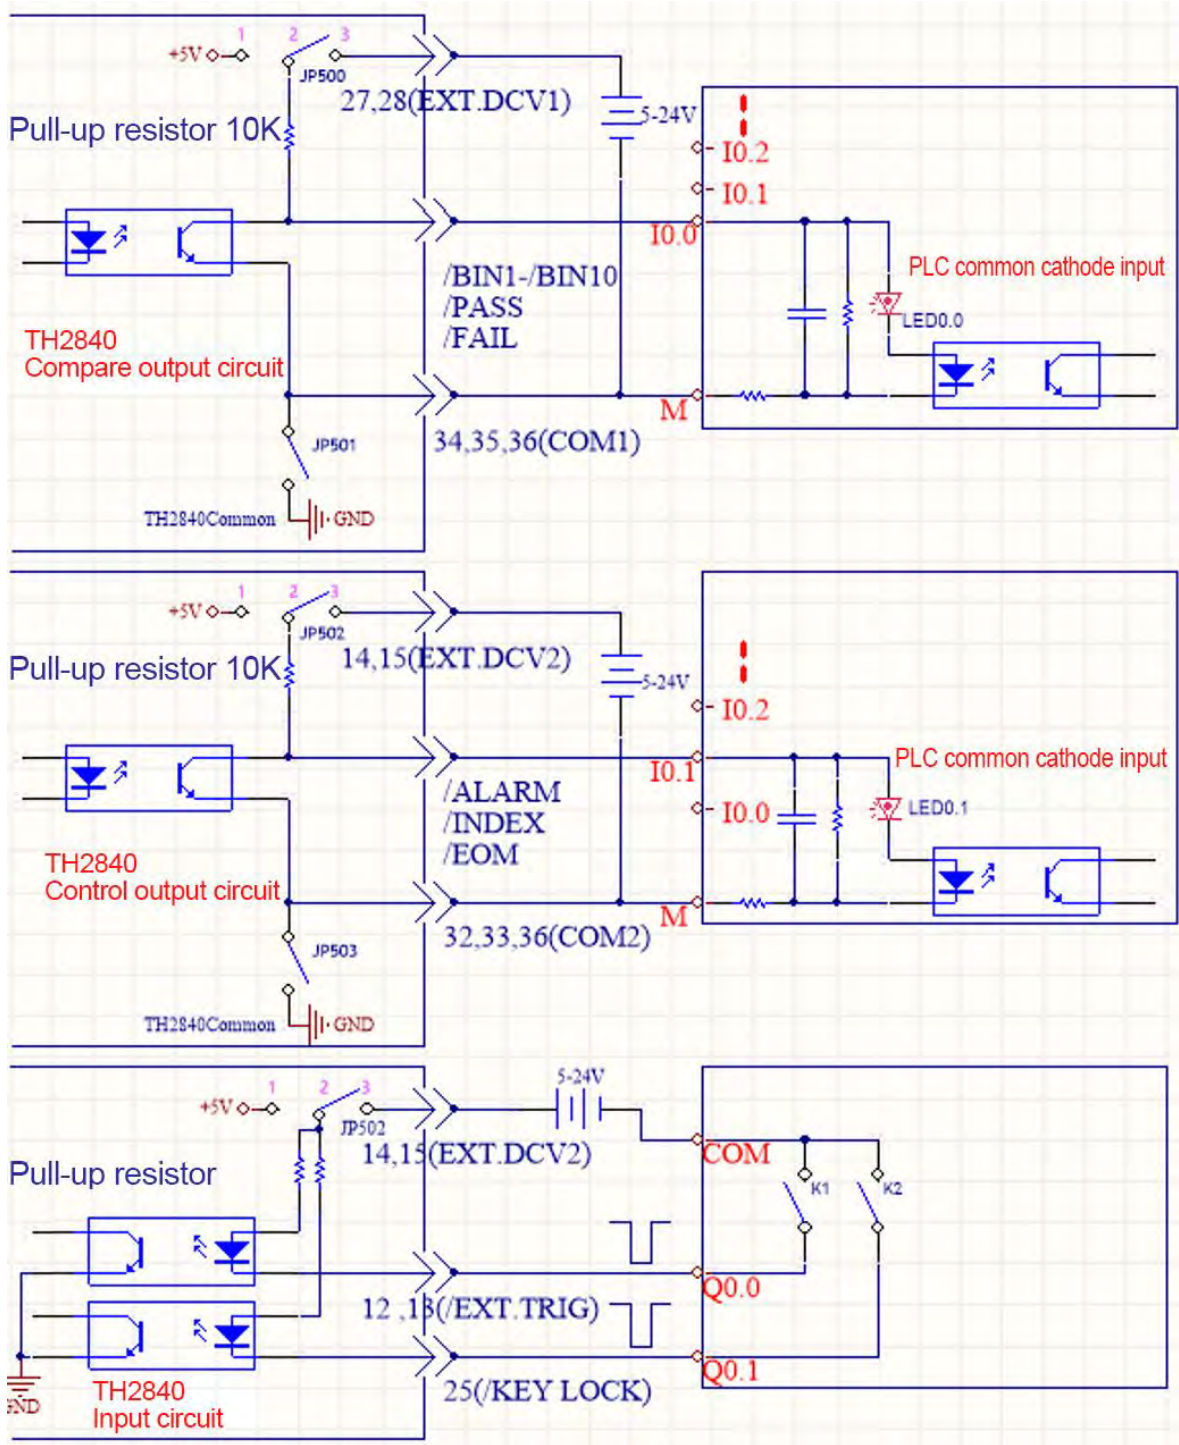 1 2 3
+5V
JP500
27,28(EXT.DCV1)
5-24V
Pull-up resistor 10K
I0.2
I0.1
I0.0
PLC common cathode input
/BIN1-/BIN10
/PASS
/FAIL
LED0.0
TH2840
Compare output circuit
M
34,35,36(COM1)
JP501
TH2840Common
GND
1 2 3
+5V
JP502
14,15(EXT.DCV2)
Pull-up resistor 10K
5-24V
I0.2
I0.1
PLC common cathode input
/ALARM
/INDEX
/EOM
I0.0
LED0.1
TH2840
Control output circuit
M
32,33,36(COM2)
JP503
TH2840Common
GND
5-24V
1 2 3
+5V
JP502
14,15(EXT.DCV2)
COM
Pull-up resistor
K1
K2
12 ,13(/EXT.TRIG)
Q0.0
Q0.1
25(/KEY LOCK)
GND
TH2840
Input circuit